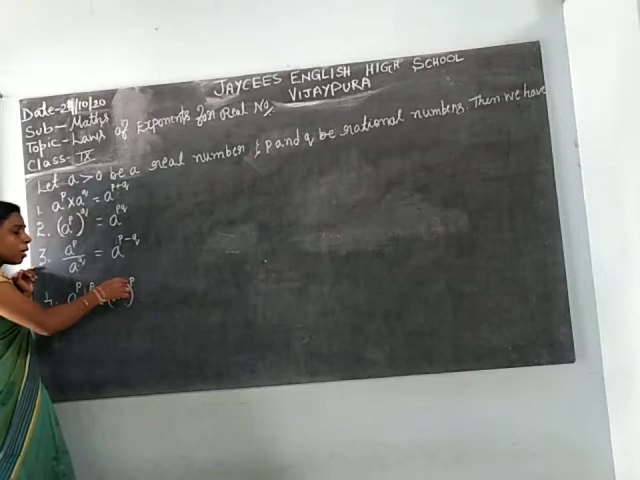 JAYCEES ENGLISH HIGH SCHOOL
VIJAYPURA
Date-29/10/20
Sub- Maths
Topic- Laws of Exponents for Real No.
Class- IX
Let a > 0 be a real number & p and q be rational numbers. Then we have
1. a^p × a^q = a^(p+q)
2. (a^p)^q = a^(pq)
3. a^p / a^q = a^(p-q)
4. a^p b^p